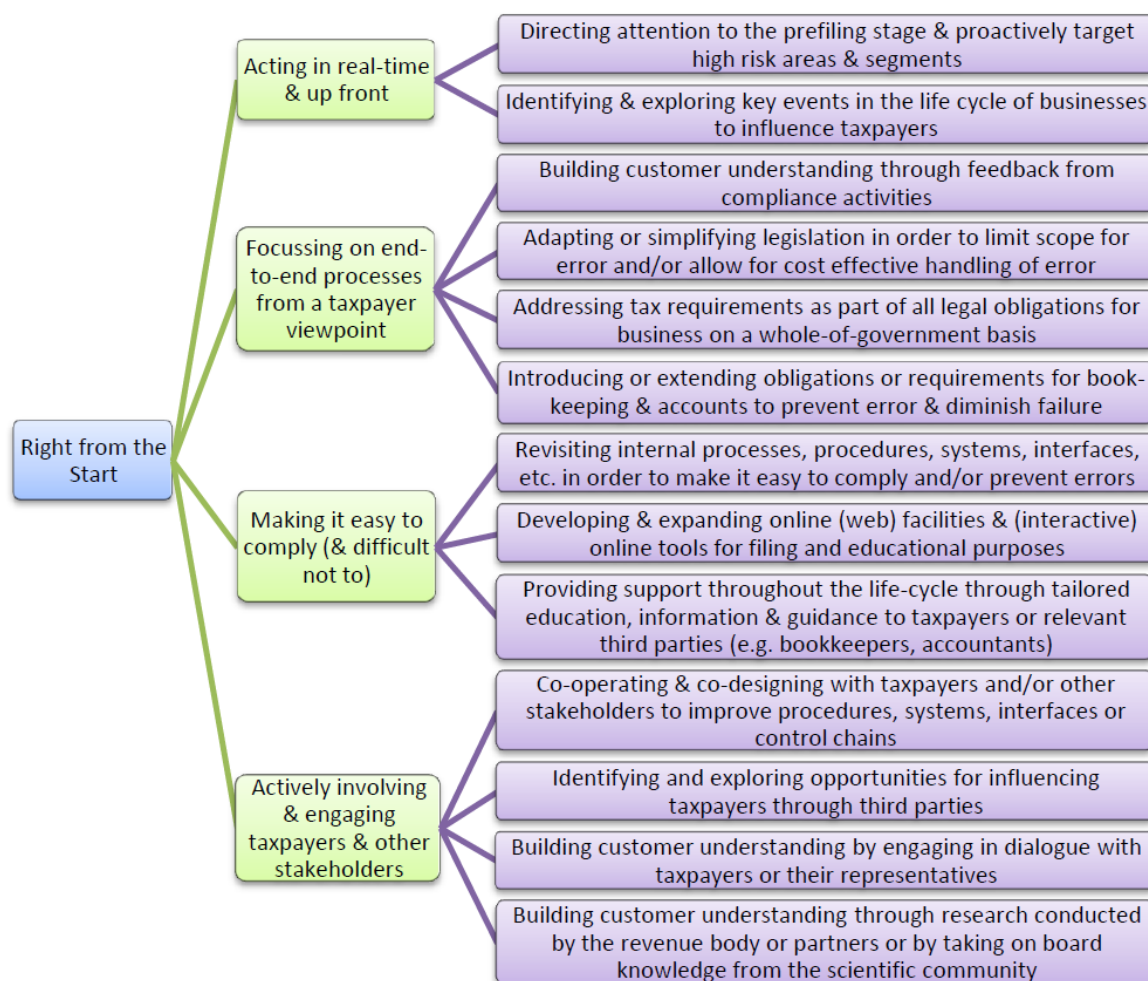 Directing attention to the prefiling stage & proactively target
high risk areas & segments
Acting in real-time
& up front
Identifying & exploring key events in the life cycle of businesses
to influence taxpayers
Building customer understanding through feedback from
compliance activities
Focussing on end-
to-end processes
from a taxpayer
viewpoint
Adapting or simplifying legislation in order to limit scope for
error and/or allow for cost effective handling of error
Addressing tax requirements as part of all legal obligations for
business on a whole-of-government basis
Introducing or extending obligations or requirements for book-
keeping & accounts to prevent error & diminish failure
Right from the
Start
Revisiting internal processes, procedures, systems, interfaces,
etc. in order to make it easy to comply and/or prevent errors
Making it easy to
comply (& difficult
not to)
Developing & expanding online (web) facilities & (interactive)
online tools for filing and educational purposes
Providing support throughout the life-cycle through tailored
education, information & guidance to taxpayers or relevant
third parties (e.g. bookkeepers, accountants)
Co-operating & co-designing with taxpayers and/or other
stakeholders to improve procedures, systems, interfaces or
control chains
Actively involving
& engaging
taxpayers & other
stakeholders
Identifying and exploring opportunities for influencing
taxpayers through third parties
Building customer understanding by engaging in dialogue with
taxpayers or their representatives
Building customer understanding through research conducted
by the revenue body or partners or by taking on board
knowledge from the scientific community